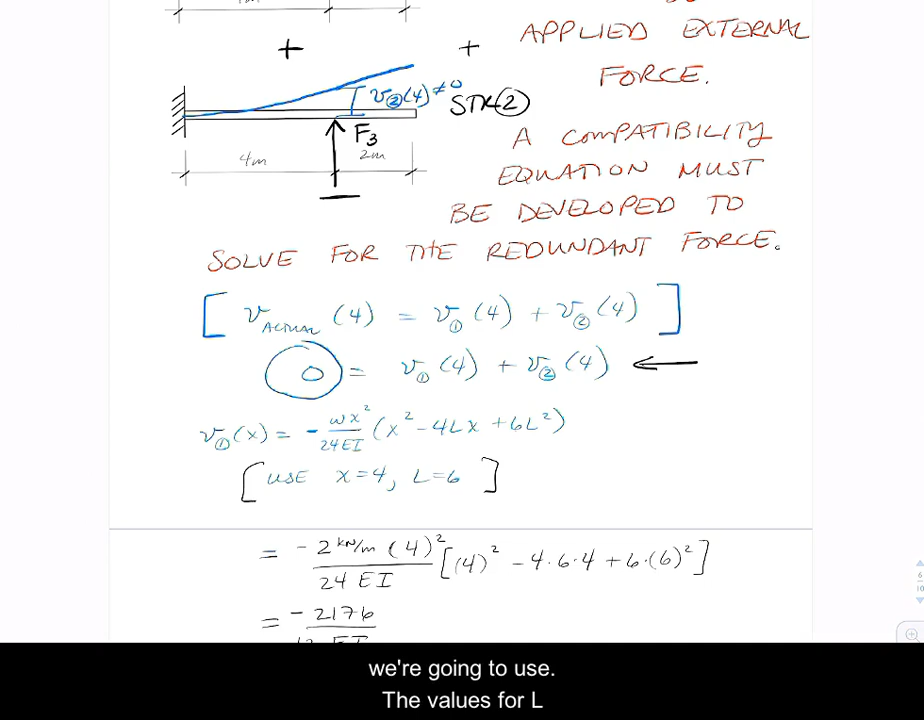 APPLIED EXTERNAL
+ +
FORCE.
v②(4)≠0 STR②
A COMPATIBILITY
F3
4m 2m
EQUATION MUST
BE DEVELOPED TO
SOLVE FOR THE REDUNDANT FORCE.
[ v ACTUAL (4) = v①(4) + v②(4) ]
0 = v①(4) + v②(4) ←
v①(x) = - wx²/24EI (x² - 4Lx + 6L²)
[ USE x=4, L=6 ]
= -2 kN/m (4)²/24 EI [(4)² - 4·6·4 + 6·(6)²]
= -2176
we're going to use.
The values for L